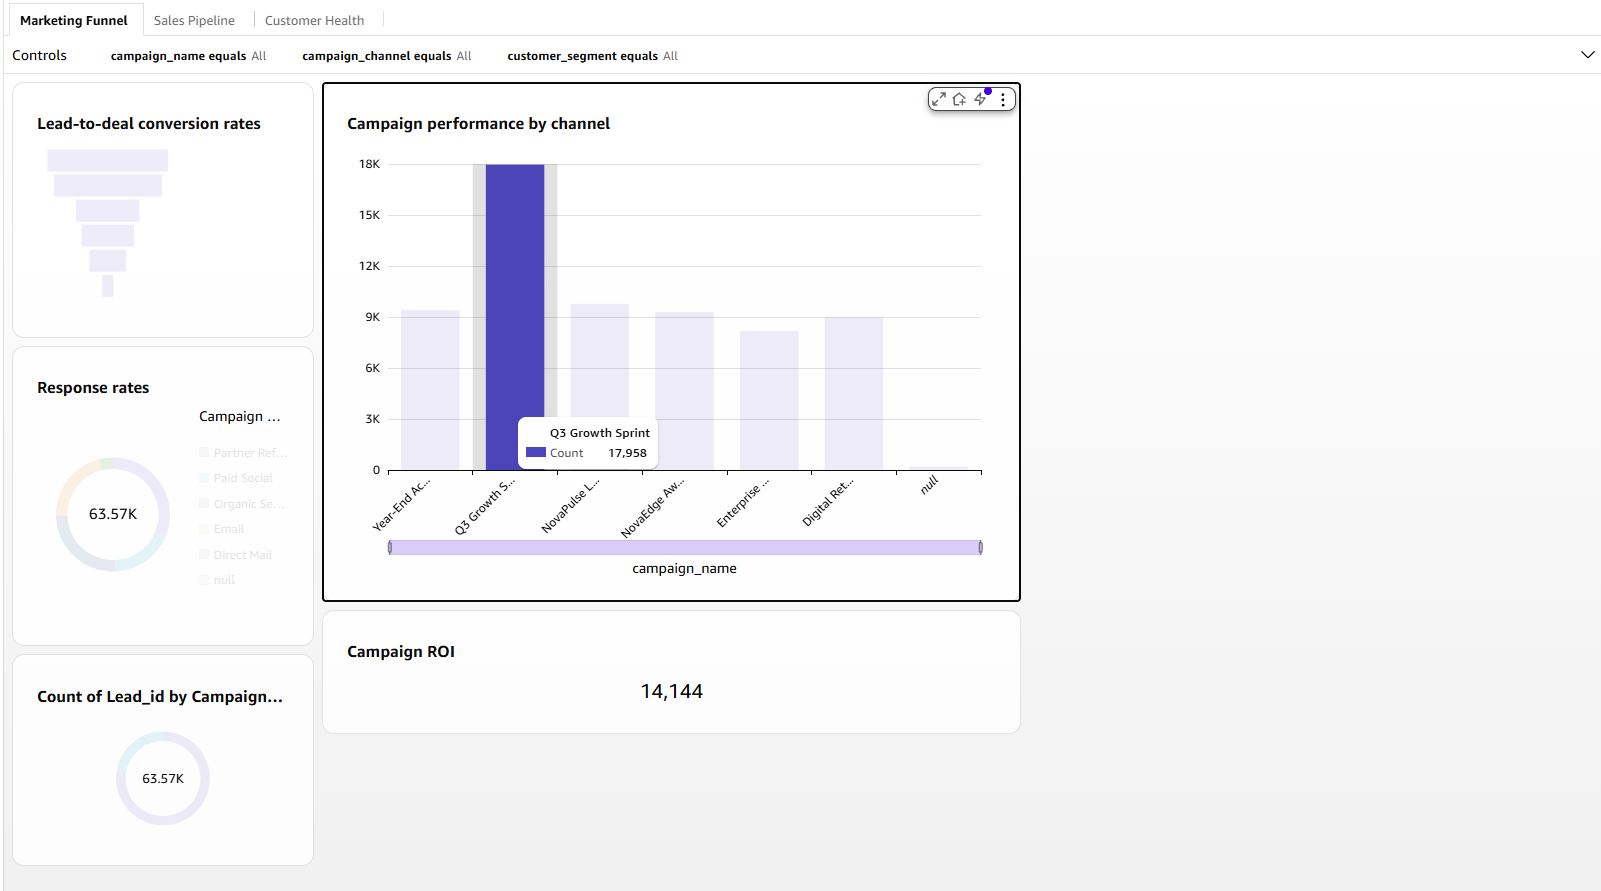 Marketing Funnel
Sales Pipeline
Customer Health
Controls
campaign_name equals All
campaign_channel equals All
customer_segment equals All
Lead-to-deal conversion rates
Response rates
Campaign ...
Partner Ref...
Paid Social
Organic Se...
Email
Direct Mail
null
63.57K
Count of Lead_id by Campaign...
63.57K
Campaign performance by channel
18K
15K
12K
9K
6K
3K
0
Q3 Growth Sprint
Count 17,958
Year-End Ac...
Q3 Growth S...
NovaPulse L...
NovaEdge Aw...
Enterprise ...
Digital Ret...
null
campaign_name
Campaign ROI
14,144